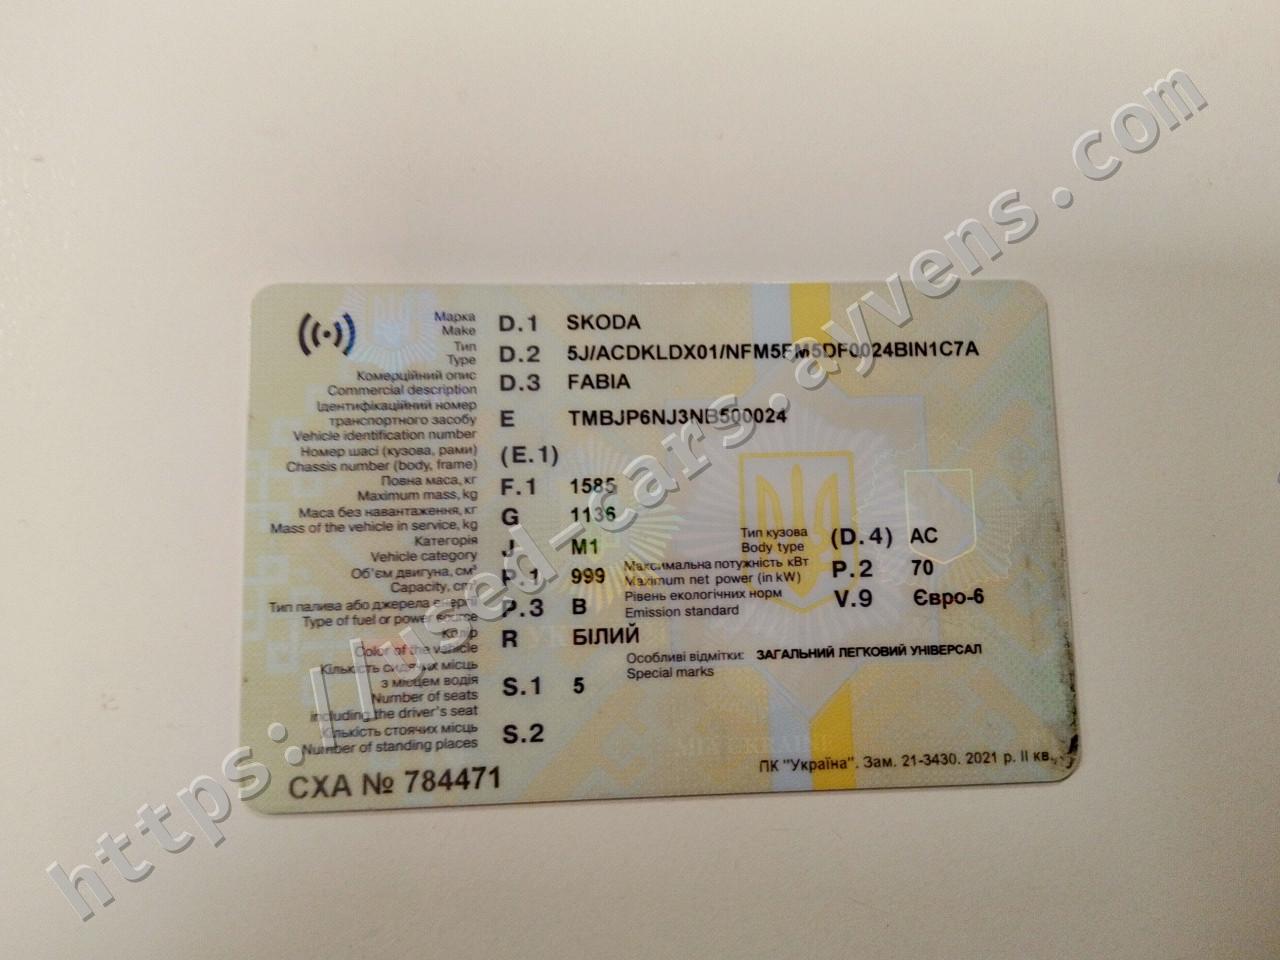 Марка
Make
D.1 SKODA
Тип
Type
D.2 5J/ACDKLDX01/NFM5FM5DF0024BIN1C7A
Комерційний опис
Commercial description
D.3 FABIA
Ідентифікаційний номер
транспортного засобу
Vehicle identification number
E TMBJP6NJ3NB500024
Номер шасі (кузова, рами)
Chassis number (body, frame)
(E.1)
Повна маса, кг
Maximum mass, kg
F.1 1585
Маса без навантаження, кг
Mass of the vehicle in service, kg
G 1136
Категорія
Vehicle category
J M1
Тип кузова
Body type
(D.4) AC
Об'єм двигуна, см³
Capacity, cm
P.1 999
Максимальна потужність кВт
Maximum net power (in kW)
P.2 70
Тип палива або джерела енергії
Type of fuel or power source
P.3 B
Рівень екологічних норм
Emission standard
V.9 Євро-6
Колір
Color of the vehicle
R БІЛИЙ
Особливі відмітки: ЗАГАЛЬНИЙ ЛЕГКОВИЙ УНІВЕРСАЛ
Special marks
Кількість сидячих місць
з місцем водія
Number of seats
including the driver's seat
S.1 5
Кількість стоячих місць
Number of standing places
S.2
СХА № 784471
ПК "Україна". Зам. 21-3430. 2021 р. II кв.
https://used-cars.ayvens.com